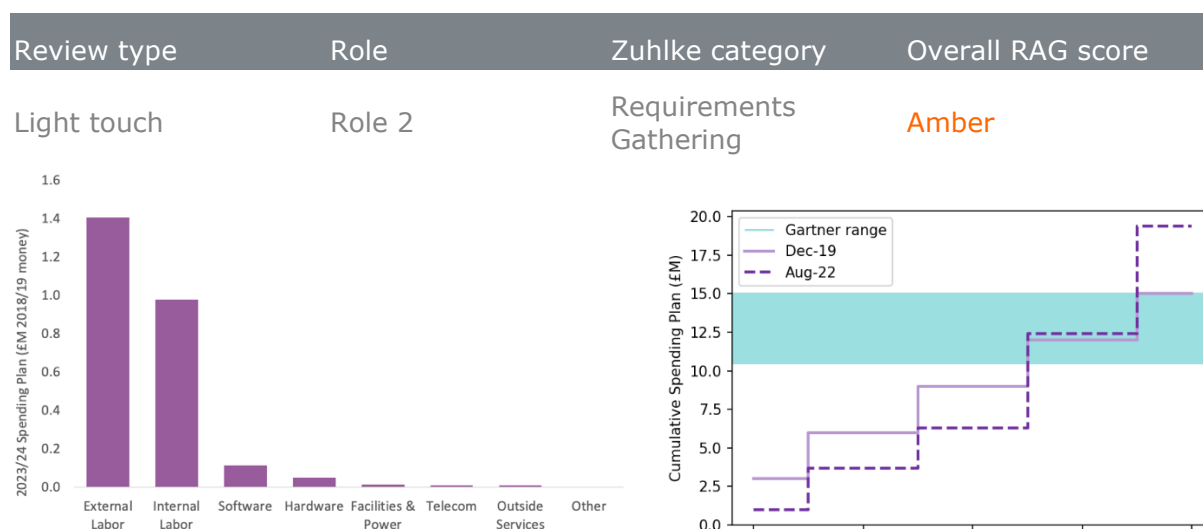 Review type Role Zuhlke category Overall RAG score
Light touch Role 2 Requirements Gathering Amber
2023/24 Spending Plan (£M 2018/19 money)
1.6
1.4
1.2
1.0
0.8
0.6
0.4
0.2
0.0
External Labor
Internal Labor
Software
Hardware
Facilities & Power
Telecom
Outside Services
Other
Cumulative Spending Plan (£M)
20.0
17.5
15.0
12.5
10.0
7.5
5.0
2.5
0.0
Gartner range
Dec-19
Aug-22